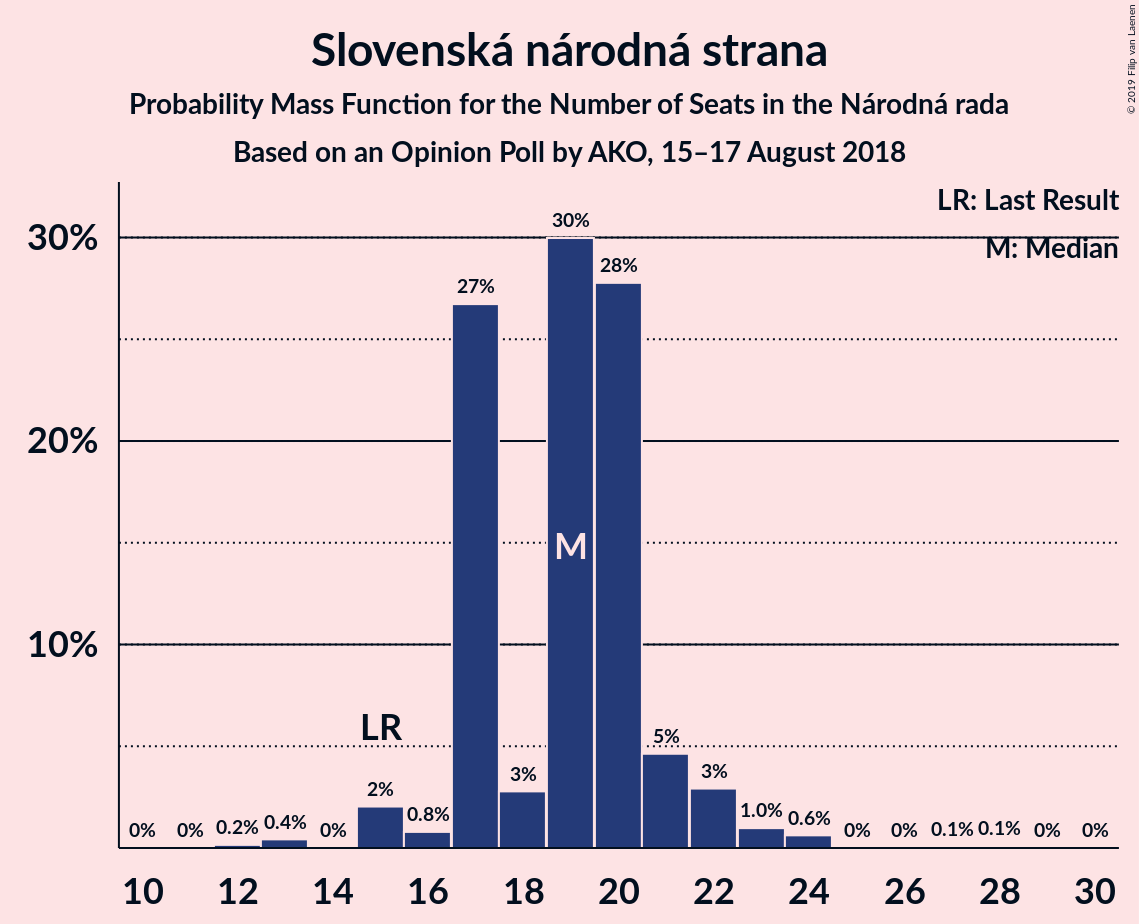 Slovenská národná strana
Probability Mass Function for the Number of Seats in the Národná rada
Based on an Opinion Poll by AKO, 15–17 August 2018
© 2019 Filip van Laenen
LR: Last Result
M: Median
30%
20%
10%
0%
0%
0.2%
0.4%
0%
2%
0.8%
27%
3%
30%
28%
5%
3%
1.0%
0.6%
0%
0%
0.1%
0.1%
0%
0%
LR
M
10 12 14 16 18 20 22 24 26 28 30